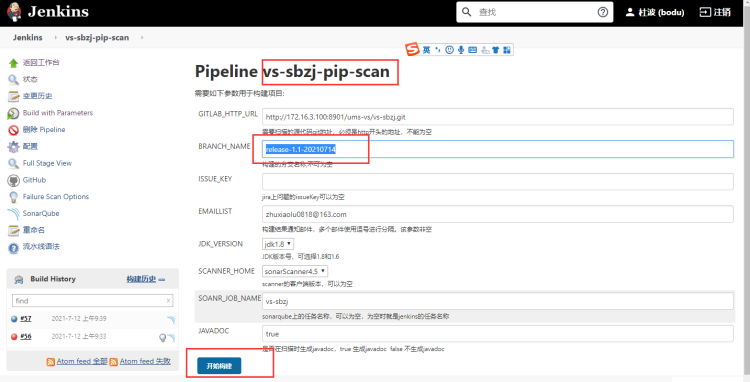 Jenkins
查找
杜波 (bodu)
注销
Jenkins
vs-sbzj-pip-scan
英
返回工作台
状态
变更历史
Build with Parameters
删除 Pipeline
配置
Full Stage View
GitHub
Failure Scan Options
SonarQube
重命名
流水线语法
Build History
构建历史
find
x
#57
2021-7-12 上午9:39
#56
2021-7-12 上午9:33
Atom feed 全部
Atom feed 失败
Pipeline vs-sbzj-pip-scan
需要如下参数用于构建项目:
GITLAB_HTTP_URL
http://172.16.3.100:8901/ums-vs/vs-sbzj.git
需要扫描的源代码git地址，必须是http开头的地址，不能为空
BRANCH_NAME
release-1.1-20210714
构建的分支名称,不可为空
ISSUE_KEY
jira上问题的issueKey可以为空
EMAILLIST
zhuxiaolu0818@163.com
构建结果通知邮件，多个邮件使用逗号进行分隔。该参数非空
JDK_VERSION
jdk1.8
JDK版本号，可选择1.8和1.6
SCANNER_HOME
sonarScanner4.5
scanner的客户端版本，可以为空
SOANR_JOB_NAME
vs-sbzj
sonarqube上的任务名称，可以为空，为空时就是jenkins的任务名称
JAVADOC
true
是否在扫描时生成javadoc，true 生成javadoc false 不生成javadoc
开始构建